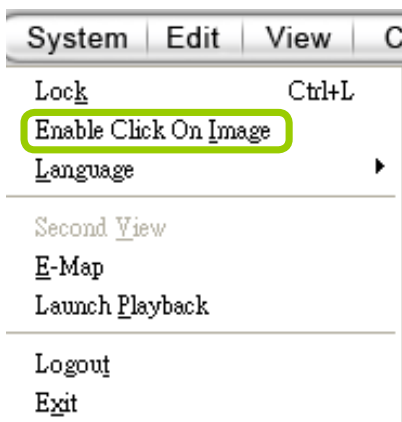 System Edit View C
Lock Ctrl+L
Enable Click On Image
Language
Second View
E-Map
Launch Playback
Logout
Exit